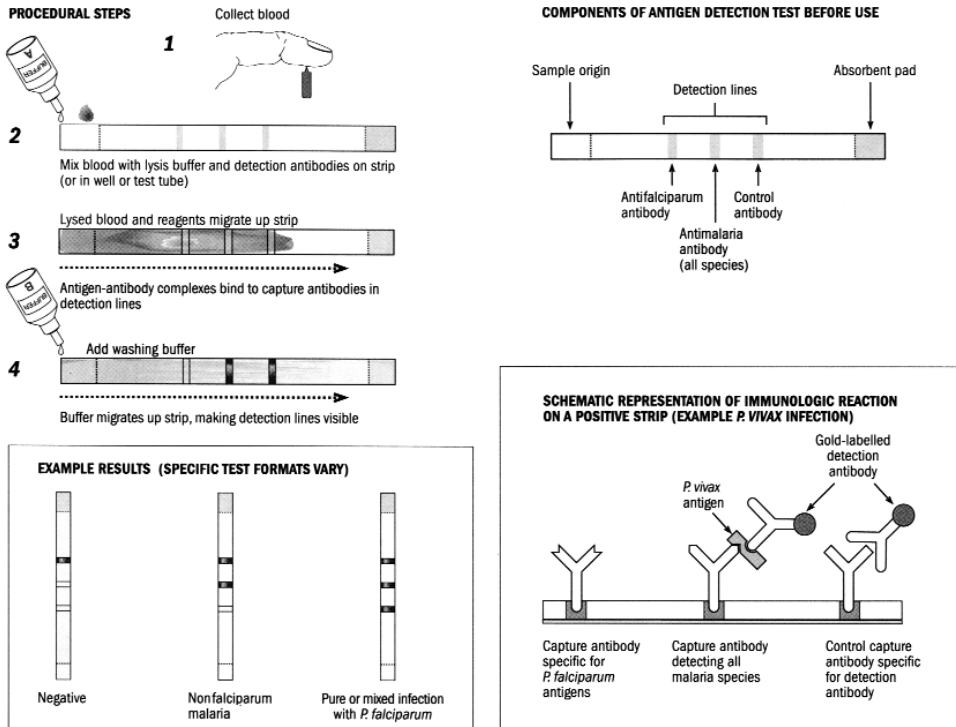 PROCEDURAL STEPS
Collect blood
1
BUFFER
A
2
Mix blood with lysis buffer and detection antibodies on strip
(or in well or test tube)
Lysed blood and reagents migrate up strip
3
Antigen-antibody complexes bind to capture antibodies in
detection lines
BUFFER
B
Add washing buffer
4
Buffer migrates up strip, making detection lines visible
COMPONENTS OF ANTIGEN DETECTION TEST BEFORE USE
Sample origin
Absorbent pad
Detection lines
Antifalciparum
antibody
Control
antibody
Antimalaria
antibody
(all species)
EXAMPLE RESULTS (SPECIFIC TEST FORMATS VARY)
Negative
Nonfalciparum
malaria
Pure or mixed infection
with P. falciparum
SCHEMATIC REPRESENTATION OF IMMUNOLOGIC REACTION
ON A POSITIVE STRIP (EXAMPLE P. VIVAX INFECTION)
Gold-labelled
detection
antibody
P. vivax
antigen
Capture antibody
specific for
P. falciparum
antigens
Capture antibody
detecting all
malaria species
Control capture
antibody specific
for detection
antibody